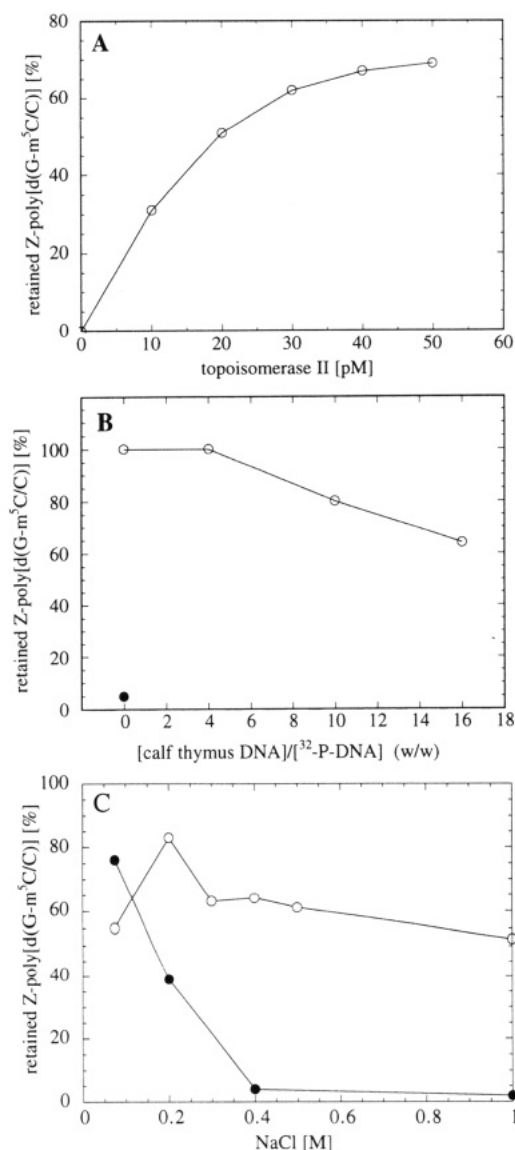 A
80
60
40
20
0
retained Z-poly[d(G-m⁵C/C)] [%]
0 10 20 30 40 50 60
topoisomerase II [pM]
B
100
80
60
40
20
0
retained Z-poly[d(G-m⁵C/C)] [%]
0 2 4 6 8 10 12 14 16 18
[calf thymus DNA]/[³²-P-DNA] (w/w)
C
100
80
60
40
20
0
retained Z-poly[d(G-m⁵C/C)] [%]
0 0.2 0.4 0.6 0.8 1
NaCl [M]